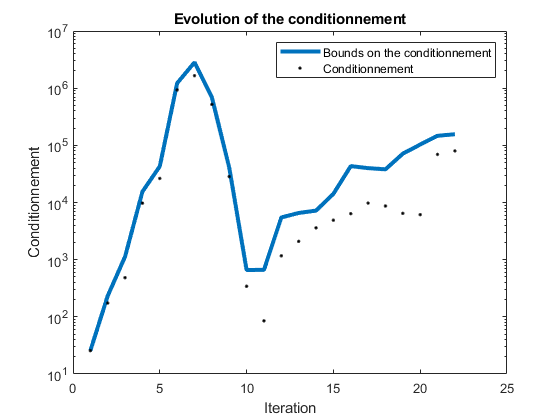 Evolution of the conditionnement
Bounds on the conditionnement
Conditionnement
10^7
10^6
10^5
10^4
10^3
10^2
10^1
Conditionnement
0 5 10 15 20 25
Iteration